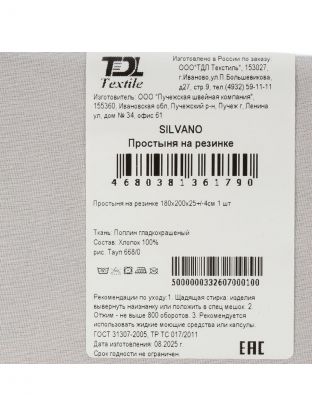 TDL
Textile
Изготовлено в России по заказу
ООО"ТДЛ Текстиль", 153027,
г.Иваново,ул.П.Большевикова,
д27, стр.9, тел (4932) 59-11-11
Изготовитель: ООО "Пучежская швейная компания",
155360, Ивановская обл, Пучежский р-н, Пучеж г, Ленина
ул, дом № 34, офис 61
SILVANO
Простыня на резинке
4680381361790
Простыня на резинке 180х200х25+/-4см 1 шт
Ткань: Поплин гладкокрашеный
Состав: Хлопок 100%
рис. Тауп 668/0
5000000332607000100
Рекомендации по уходу 1. Щадящая стирка: изделия
вывернуть наизнанку или положить в спец.мешок. 2.
Отжим - не выше 800 оборотов. 3. Рекомендуется
использовать жидкие моющие средства или капсулы.
ГОСТ 31307-2005, ТР ТС 017/2011
Дата изготовления 08.2025 г.
Срок годности не ограничен.
EAC